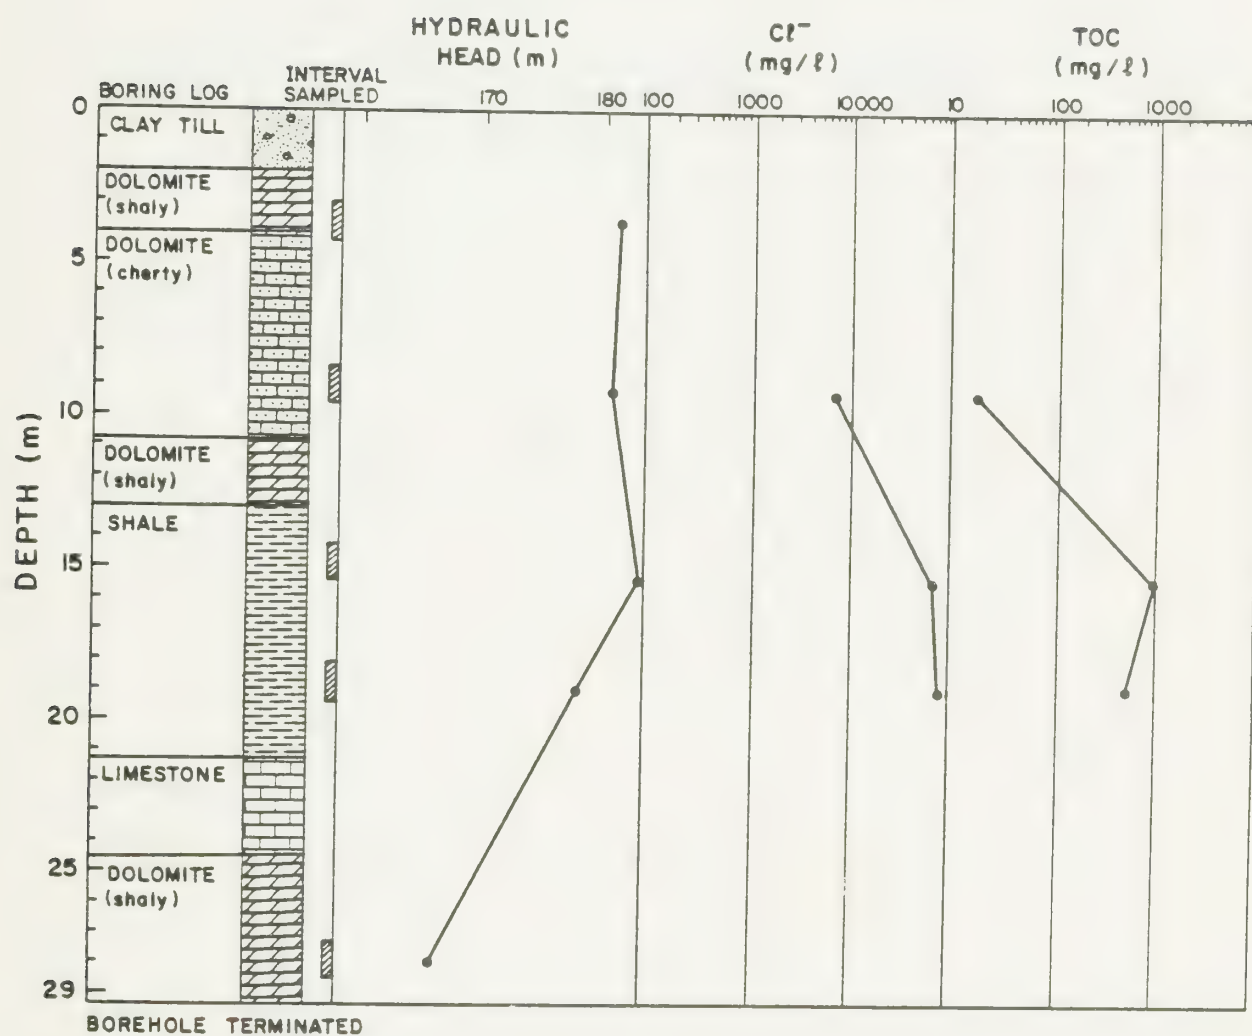 HYDRAULIC
HEAD (m)
Cℓ⁻
(mg/ℓ)
TOC
(mg/ℓ)
BORING LOG
INTERVAL
SAMPLED
170
180
100
1000
10000
10
100
1000
0
CLAY TILL
DOLOMITE
(shaly)
DOLOMITE
(cherty)
5
10
DEPTH (m)
DOLOMITE
(shaly)
SHALE
15
20
LIMESTONE
25
DOLOMITE
(shaly)
29
BOREHOLE TERMINATED